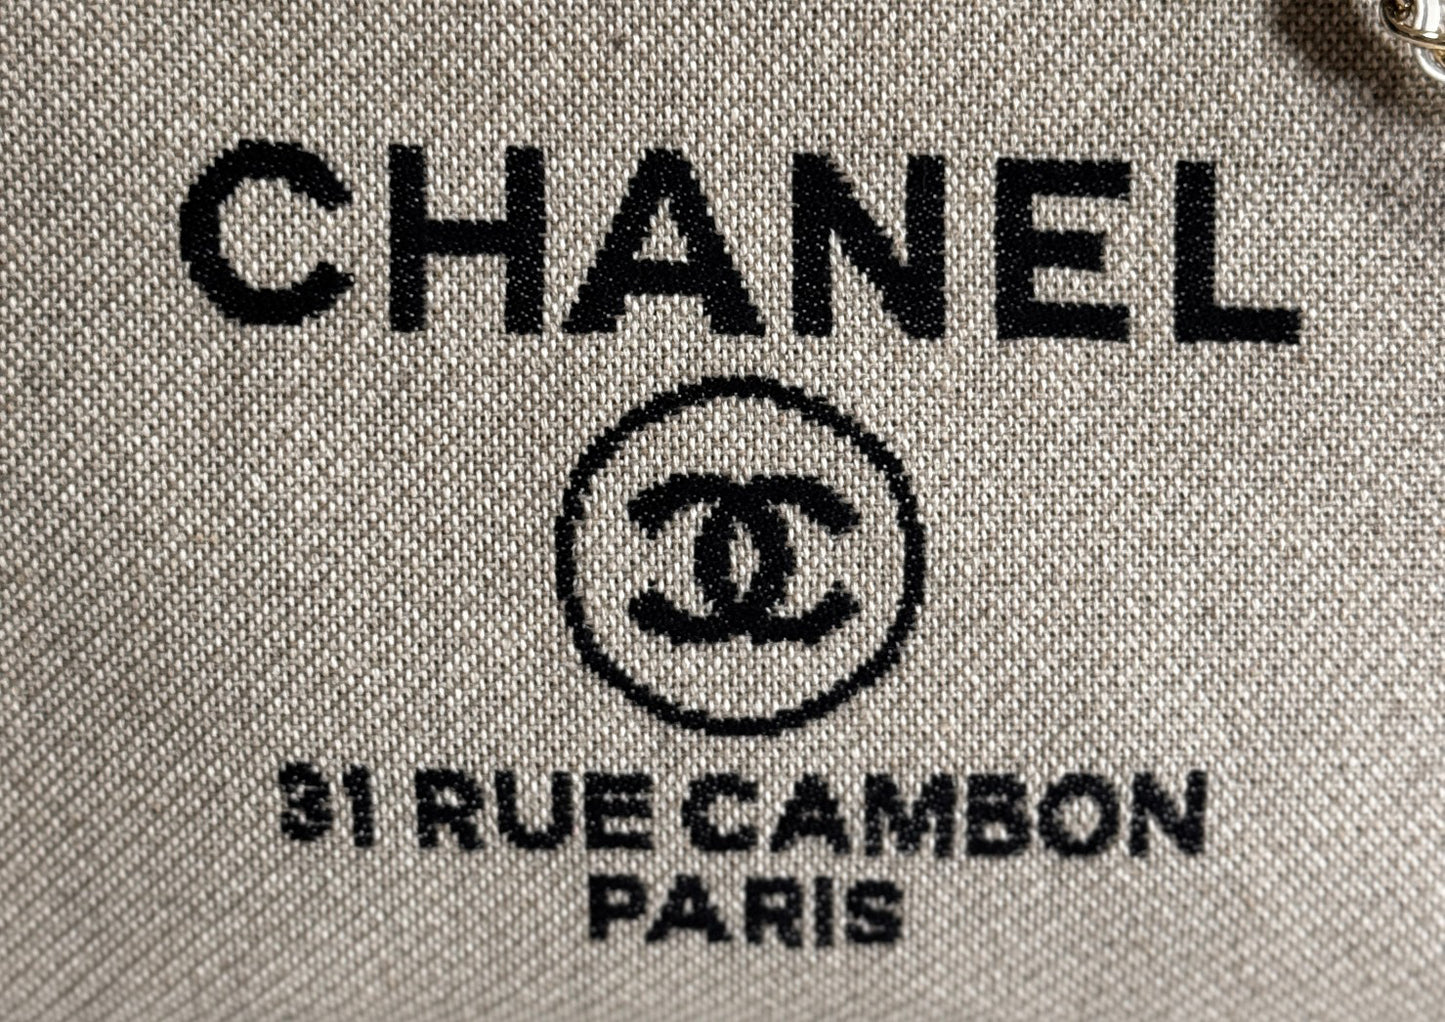 CHANEL
31 RUE CAMBON
PARIS